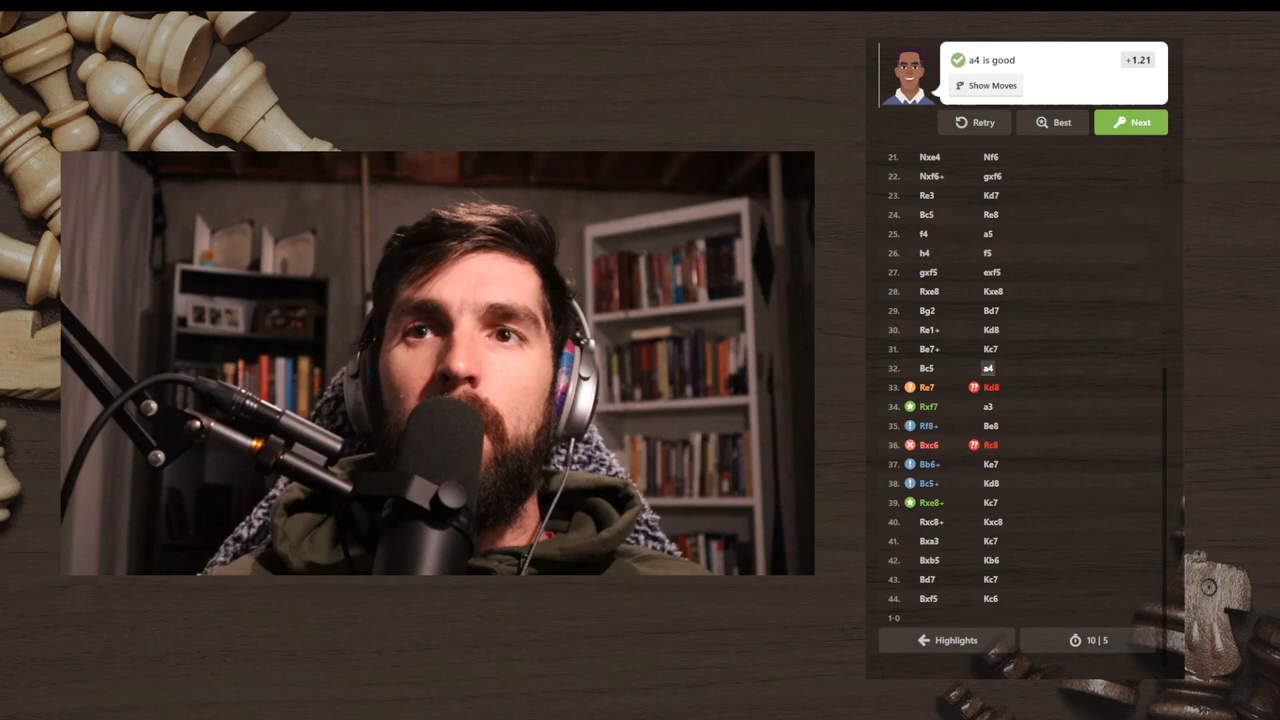 a4 is good +1.21
Show Moves
Retry Best Next
21. Nxe4 Nf6
22. Nxf6+ gxf6
23. Re3 Kd7
24. Bc5 Re8
25. f4 a5
26. h4 f5
27. gxf5 exf5
28. Rxe8 Kxe8
29. Bg2 Bd7
30. Re1+ Kd8
31. Be7+ Kc7
32. Bc5 a4
33. ? Re7 ?? Kd8
34. Rxf7 a3
35. ! Rf8+ Be8
36. Bxc6 ?? Rc8
37. ! Bb6+ Ke7
38. ! Bc5+ Kd8
39. Rxe8+ Kc7
40. Rxc8+ Kxc8
41. Bxa3 Kc7
42. Bxb5 Kb6
43. Bd7 Kc7
44. Bxf5 Kc6
1-0
Highlights 10 | 5